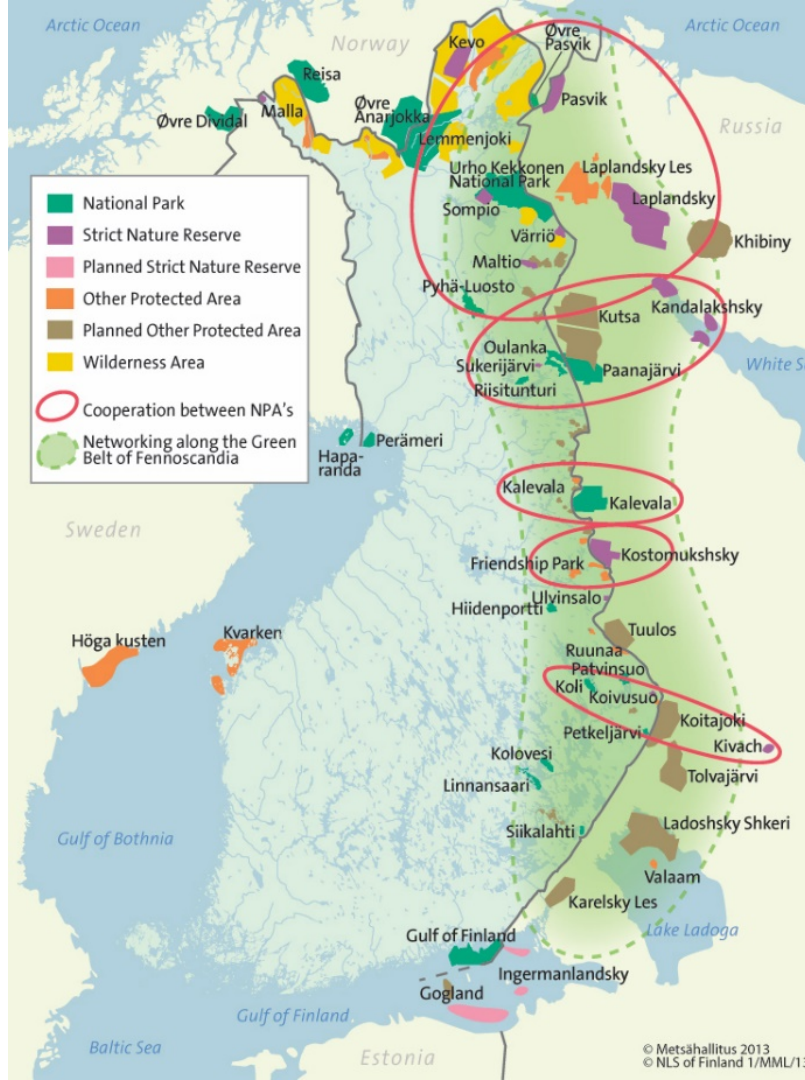 Arctic Ocean
Arctic Ocean
Norway
Kevo
Øvre
Pasvik
Reisa
Pasvik
Malla
Øvre
Anarjokka
Øvre Dividal
Lemmenjoki
Russia
Urho Kekkonen
National Park
Laplandsky Les
Laplandsky
Sompio
Värriö
Khibiny
Maltio
Pyhä-Luosto
Kandalakshsky
Kutsa
Oulanka
Sukerijärvi
Paanajärvi
Riisitunturi
White S
National Park
Strict Nature Reserve
Planned Strict Nature Reserve
Other Protected Area
Planned Other Protected Area
Wilderness Area
Cooperation between NPA's
Networking along the Green
Belt of Fennoscandia
Hapa-
randa
Perämeri
Kalevala
Kalevala
Sweden
Kostomukshsky
Friendship Park
Ulvinsalo
Hiidenportti
Höga kusten
Kvarken
Tuulos
Ruunaa
Patvinsuo
Koli
Koivusuo
Koitajoki
Petkeljärvi
Kivach
Kolovesi
Tolvajärvi
Linnansaari
Siikalahti
Ladoshsky Shkeri
Gulf of Bothnia
Valaam
Karelsky Les
Lake Ladoga
Gulf of Finland
Ingermanlandsky
Gogland
Gulf of Finland
Baltic Sea
Estonia
© Metsähallitus 2013
© NLS of Finland 1/MML/13